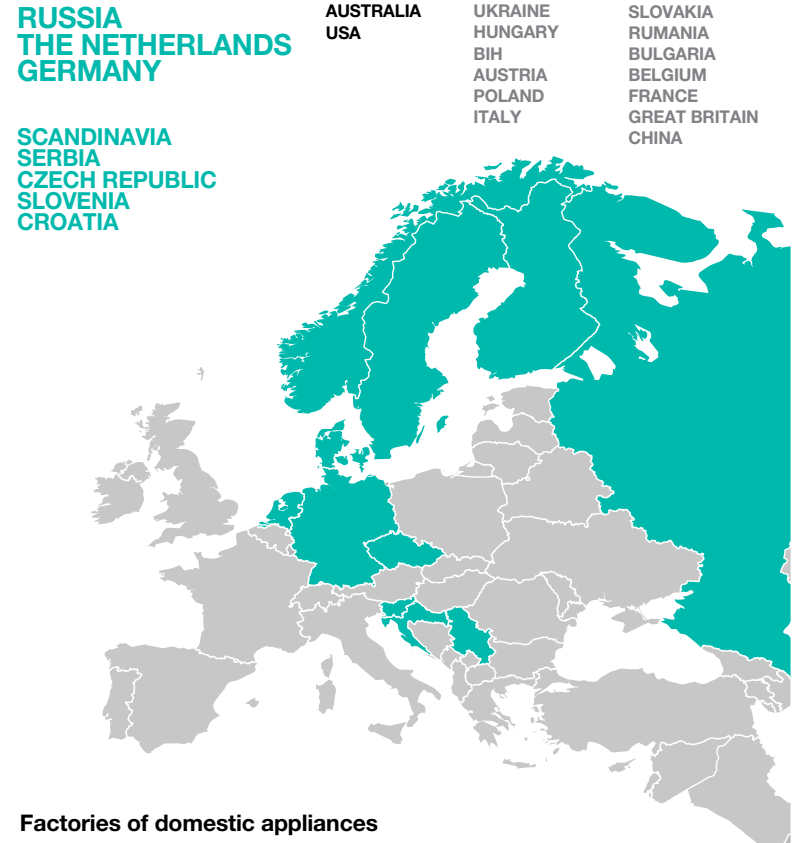 RUSSIA
THE NETHERLANDS
GERMANY
SCANDINAVIA
SERBIA
CZECH REPUBLIC
SLOVENIA
CROATIA
AUSTRALIA
USA
UKRAINE
HUNGARY
BIH
AUSTRIA
POLAND
ITALY
SLOVAKIA
RUMANIA
BULGARIA
BELGIUM
FRANCE
GREAT BRITAIN
CHINA
Factories of domestic appliances